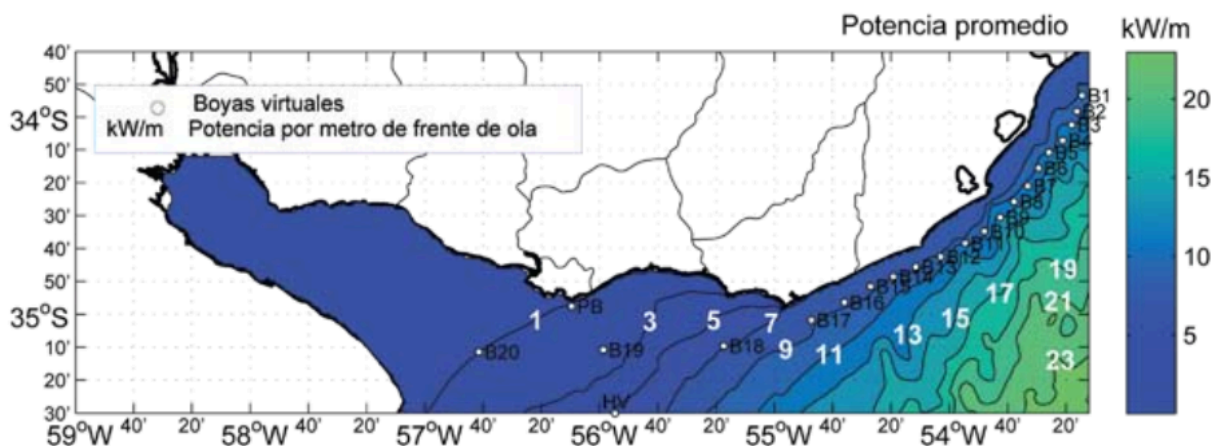 Potencia promedio
kW/m
40'
50'
34°S
10'
20'
30'
40'
50'
35°S
10'
20'
30'
Boyas virtuales
kW/m Potencia por metro de frente de ola
B1
B2
B3
B4
B5
B6
B7
B8
B9
B10
B11
B12
B13
B14
B15
B16
B17
B18
B19
B20
PB
HV
1
3
5
7
9
11
13
15
17
19
21
23
59°W
40'
20'
58°W
40'
20'
57°W
40'
20'
56°W
40'
20'
55°W
40'
20'
54°W
40'
20'
20
15
10
5